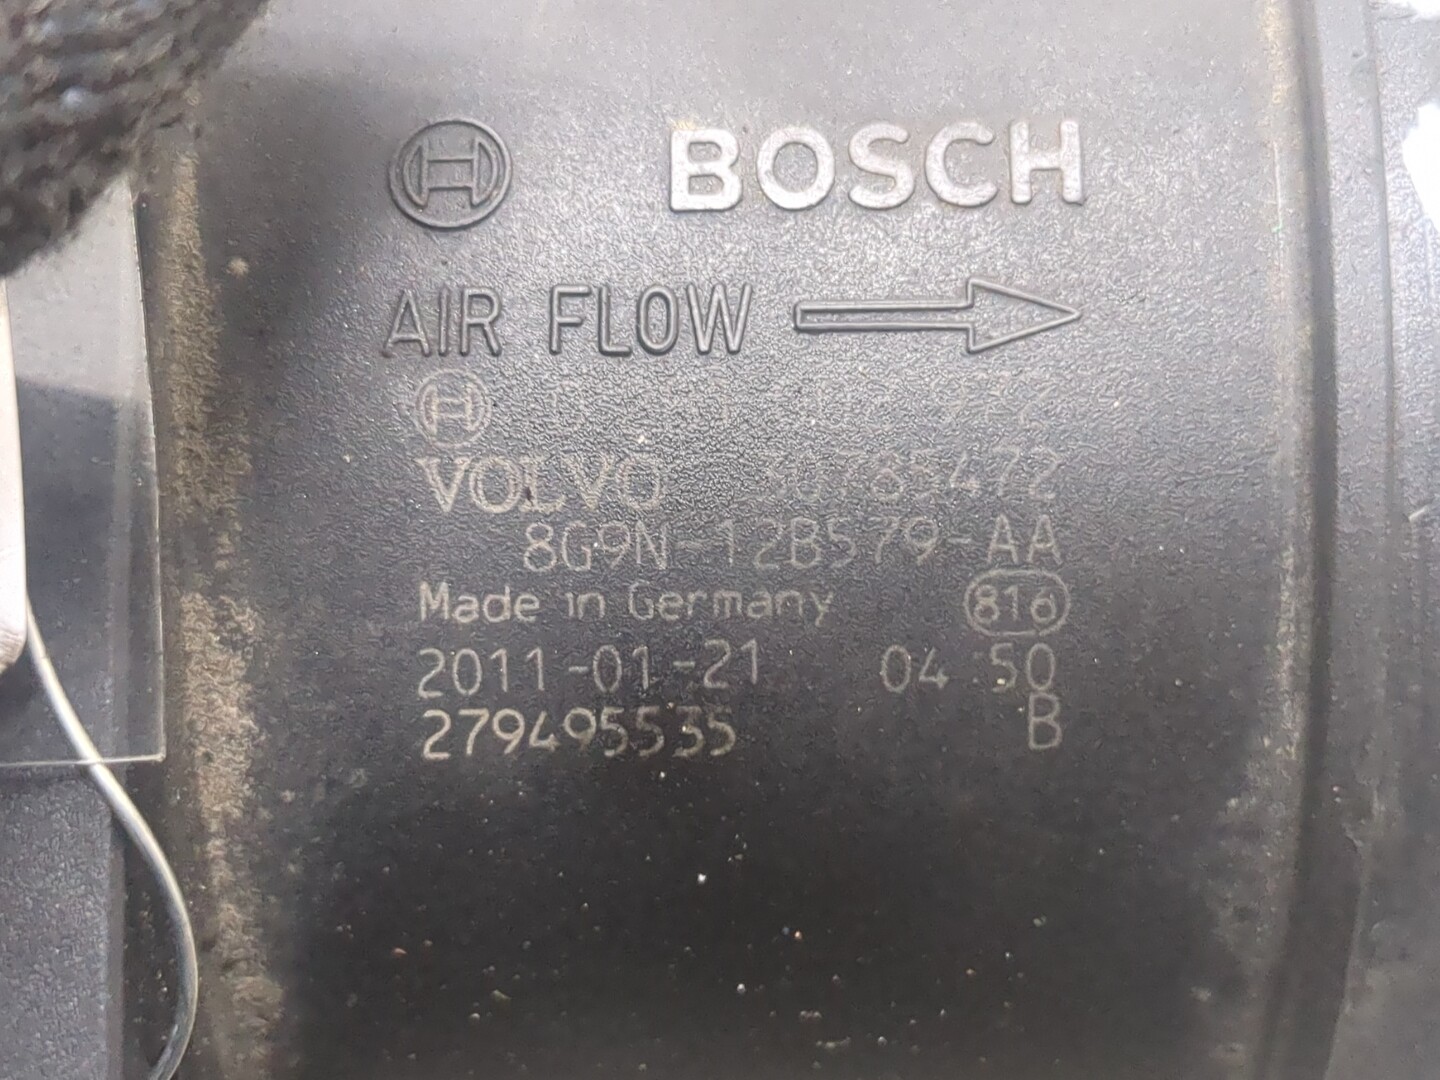 BOSCH
AIR FLOW
VOLVO 30785472
8G9N-12B579-AA
Made in Germany 816
2011-01-21 04 50
279495535 B